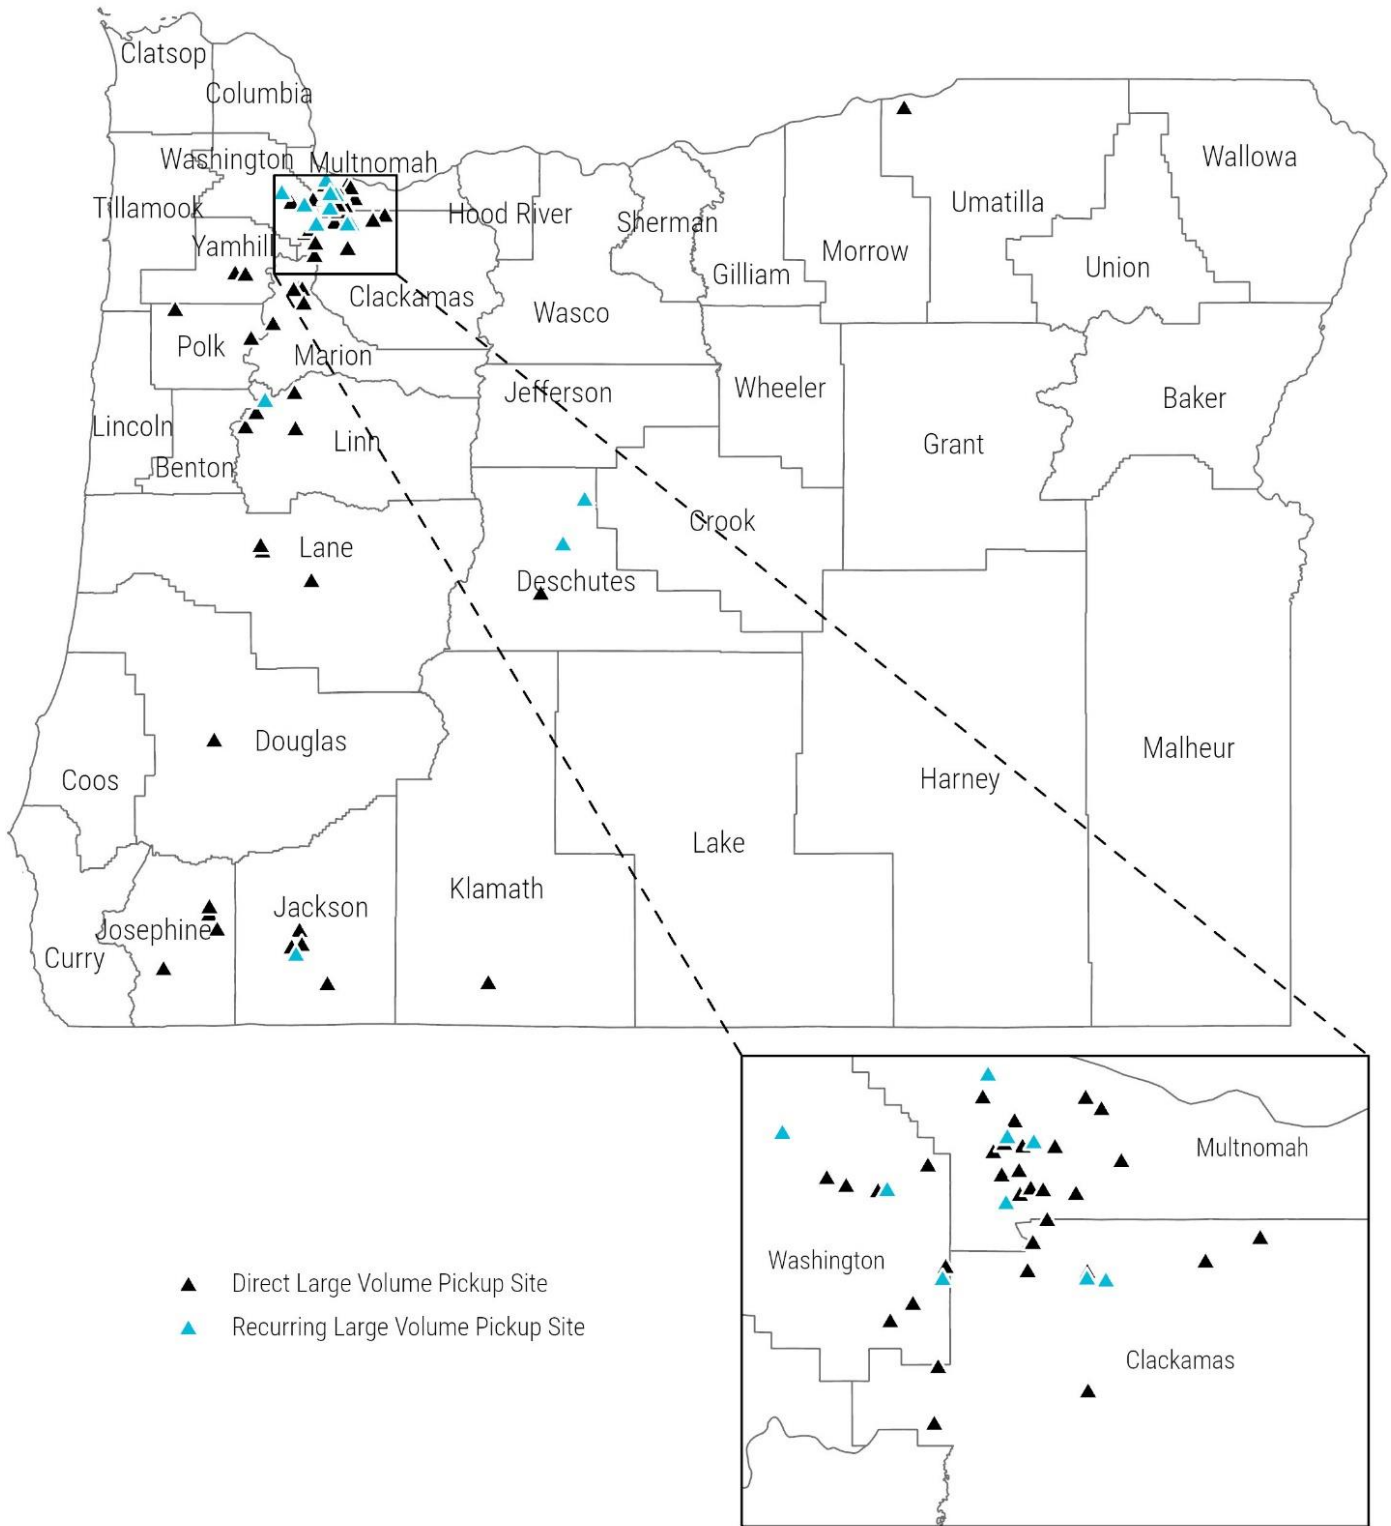 Clatsop
Columbia
Washington
Multnomah
Wallowa
Tillamook
Hood River
Sherman
Umatilla
Yamhill
Gilliam
Morrow
Union
Clackamas
Wasco
Polk
Marion
Jefferson
Wheeler
Baker
Lincoln
Linn
Grant
Benton
Crook
Lane
Deschutes
Douglas
Coos
Harney
Malheur
Lake
Klamath
Jackson
Josephine
Curry
Multnomah
Washington
Clackamas
Direct Large Volume Pickup Site
Recurring Large Volume Pickup Site